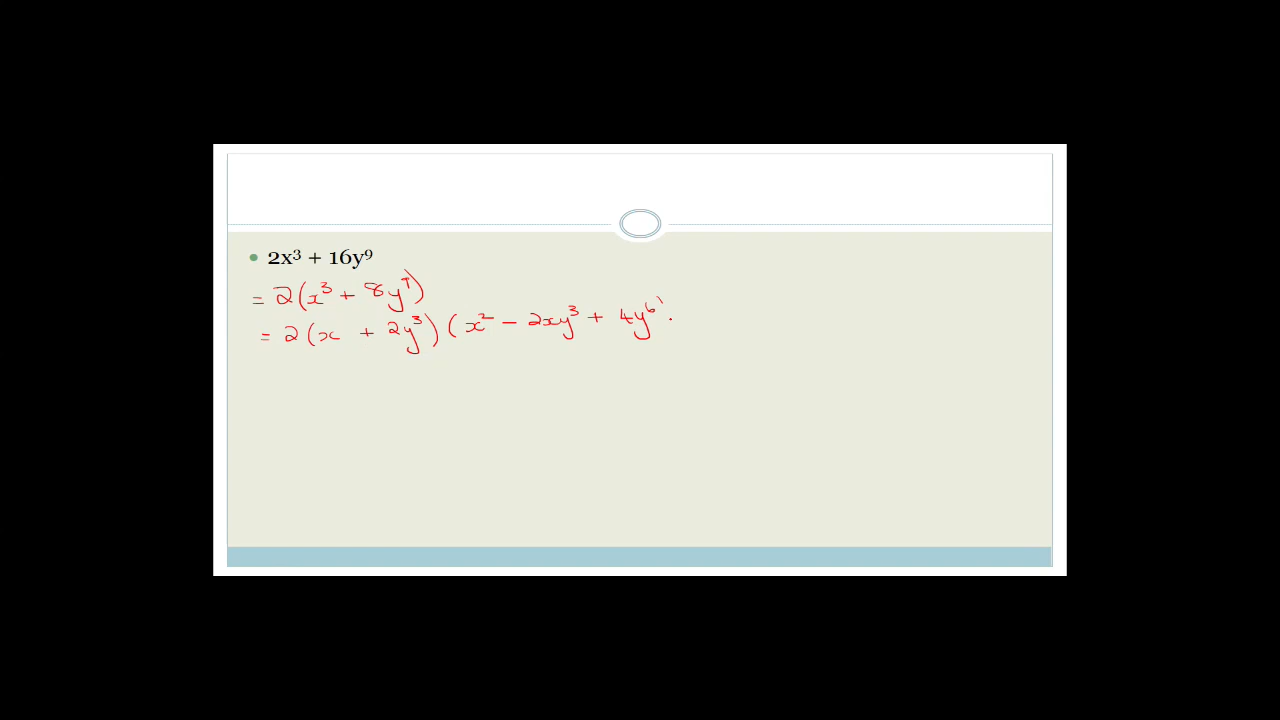 2x³ + 16y⁹
= 2(x³ + 8y⁹)
= 2(x + 2y³)(x² - 2xy³ + 4y⁶)